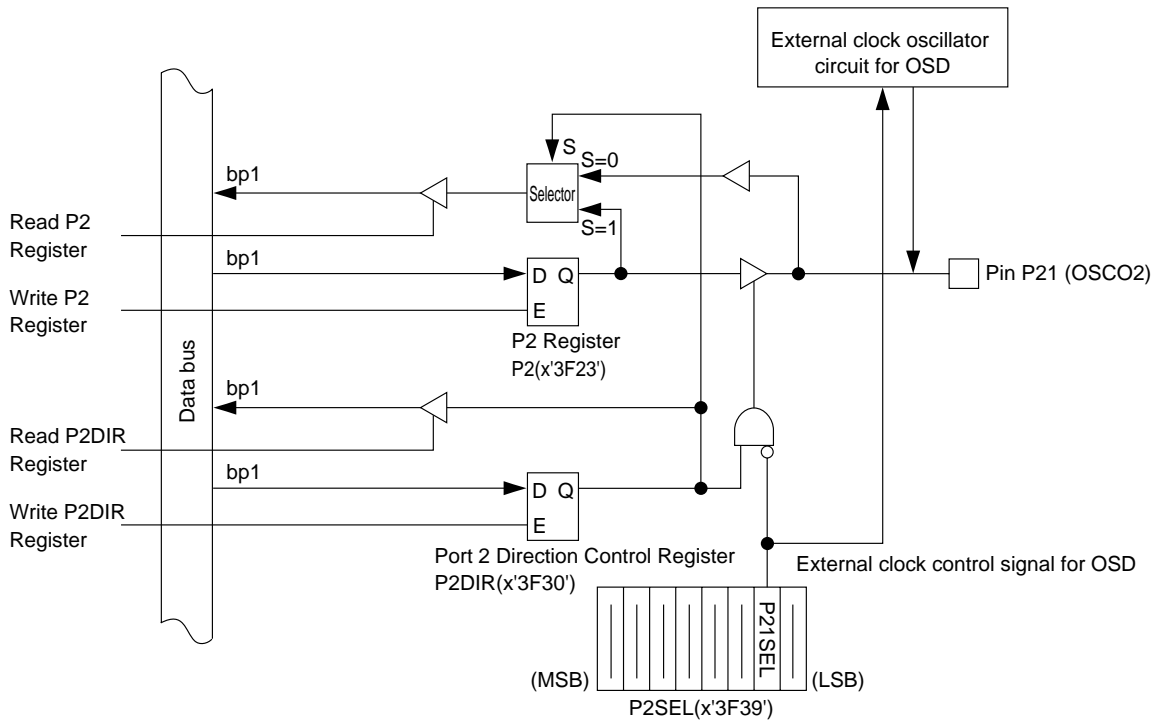 External clock oscillator
circuit for OSD
S
S=0
bp1
Selector
Read P2
Register
S=1
bp1
D Q
Pin P21 (OSCO2)
Write P2
Register
E
P2 Register
P2(x'3F23')
Data bus
bp1
Read P2DIR
Register
bp1
D Q
Write P2DIR
Register
E
Port 2 Direction Control Register
P2DIR(x'3F30')
External clock control signal for OSD
P21SEL
(MSB)
(LSB)
P2SEL(x'3F39')